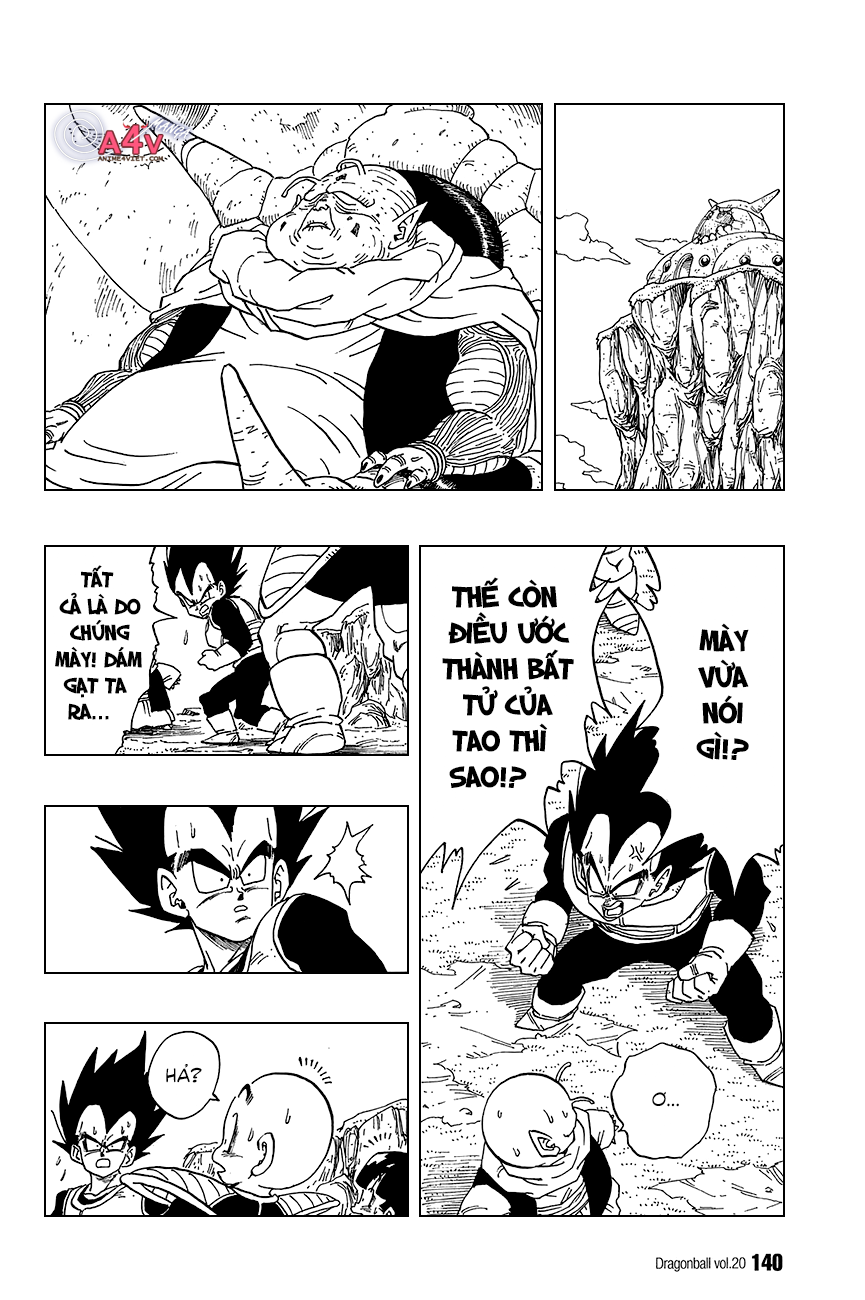 A4V
ANIME4VIET.COM
MÀY
VỪA
NÓI
GÌ!?
THẾ CÒN
ĐIỀU ƯỚC
THÀNH BẤT
TỬ CỦA
TAO THÌ
SAO!?
Ơ...
TẤT
CẢ LÀ DO
CHÚNG
MÀY! DÁM
GẠT TA
RA...
HẢ?
Dragonball vol.20 140